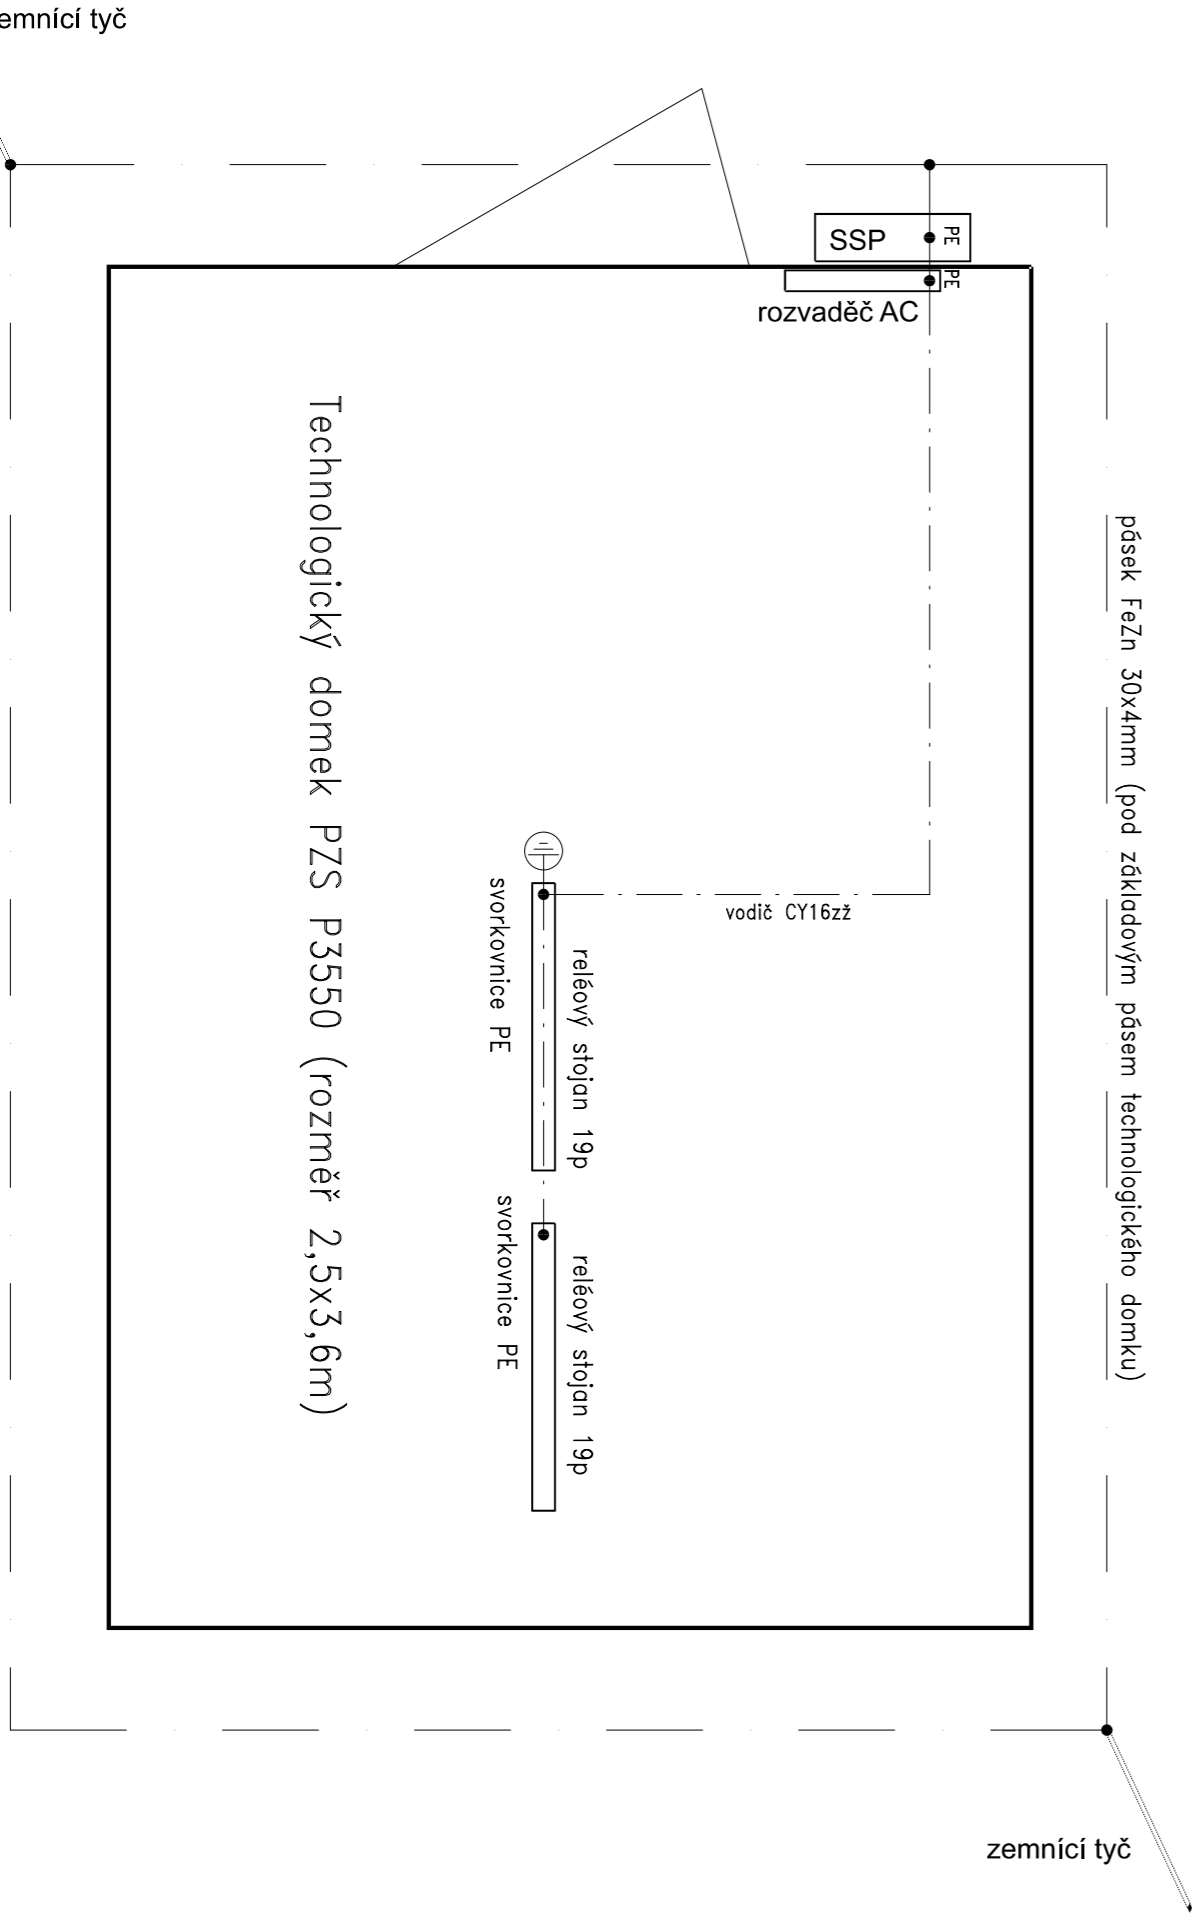 emnící tyč
SSP
PE
PE
rozvaděč AC
pásek FeZn 30x4mm (pod základovým pásem technologického domku)
Technologický domek PZS P3550 (rozměr 2,5x3,6m)
vodič CY16zž
reléový stojan 19p
svorkovnice PE
reléový stojan 19p
svorkovnice PE
zemnící tyč